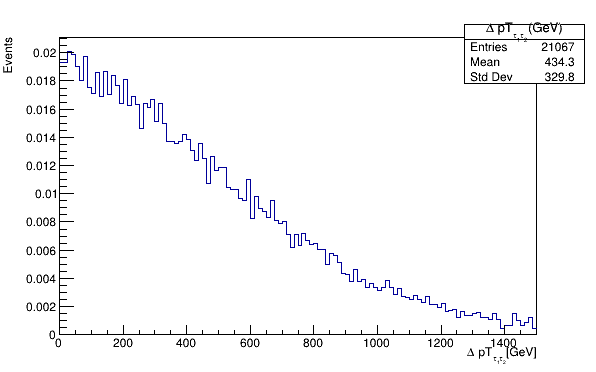 Δ pT_τ₁τ₂ (GeV)
Entries 21067
Mean 434.3
Std Dev 329.8
Events
0.02
0.018
0.016
0.014
0.012
0.01
0.008
0.006
0.004
0.002
0
0 200 400 600 800 1000 1200 1400
Δ pT_τ₁τ₂[GeV]